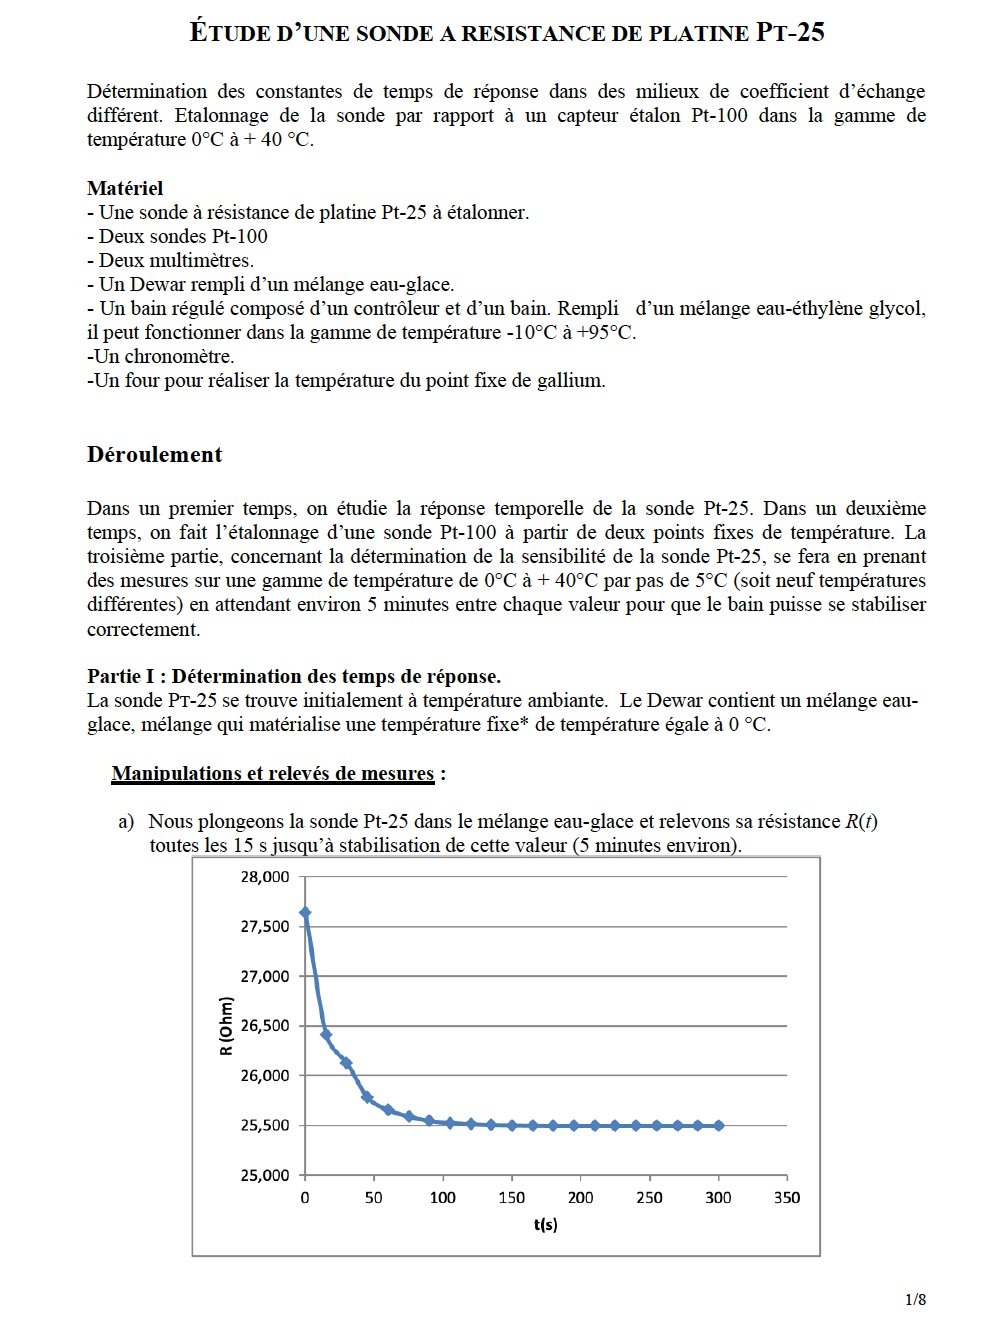 ÉTUDE D’UNE SONDE A RESISTANCE DE PLATINE PT-25
Détermination des constantes de temps de réponse dans des milieux de coefficient d’échange
différent. Etalonnage de la sonde par rapport à un capteur étalon Pt-100 dans la gamme de
température 0°C à + 40 °C.
Matériel
- Une sonde à résistance de platine Pt-25 à étalonner.
- Deux sondes Pt-100
- Deux multimètres.
- Un Dewar rempli d’un mélange eau-glace.
- Un bain régulé composé d’un contrôleur et d’un bain. Rempli d’un mélange eau-éthylène glycol,
il peut fonctionner dans la gamme de température -10°C à +95°C.
-Un chronomètre.
-Un four pour réaliser la température du point fixe de gallium.
Déroulement
Dans un premier temps, on étudie la réponse temporelle de la sonde Pt-25. Dans un deuxième
temps, on fait l’étalonnage d’une sonde Pt-100 à partir de deux points fixes de température. La
troisième partie, concernant la détermination de la sensibilité de la sonde Pt-25, se fera en prenant
des mesures sur une gamme de température de 0°C à + 40°C par pas de 5°C (soit neuf températures
différentes) en attendant environ 5 minutes entre chaque valeur pour que le bain puisse se stabiliser
correctement.
Partie I : Détermination des temps de réponse.
La sonde PT-25 se trouve initialement à température ambiante. Le Dewar contient un mélange eau-
glace, mélange qui matérialise une température fixe* de température égale à 0 °C.
Manipulations et relevés de mesures :
a) Nous plongeons la sonde Pt-25 dans le mélange eau-glace et relevons sa résistance R(t)
toutes les 15 s jusqu’à stabilisation de cette valeur (5 minutes environ).
28,000
27,500
27,000
26,500
26,000
25,500
25,000
R (Ohm)
0 50 100 150 200 250 300 350
t(s)
1/8